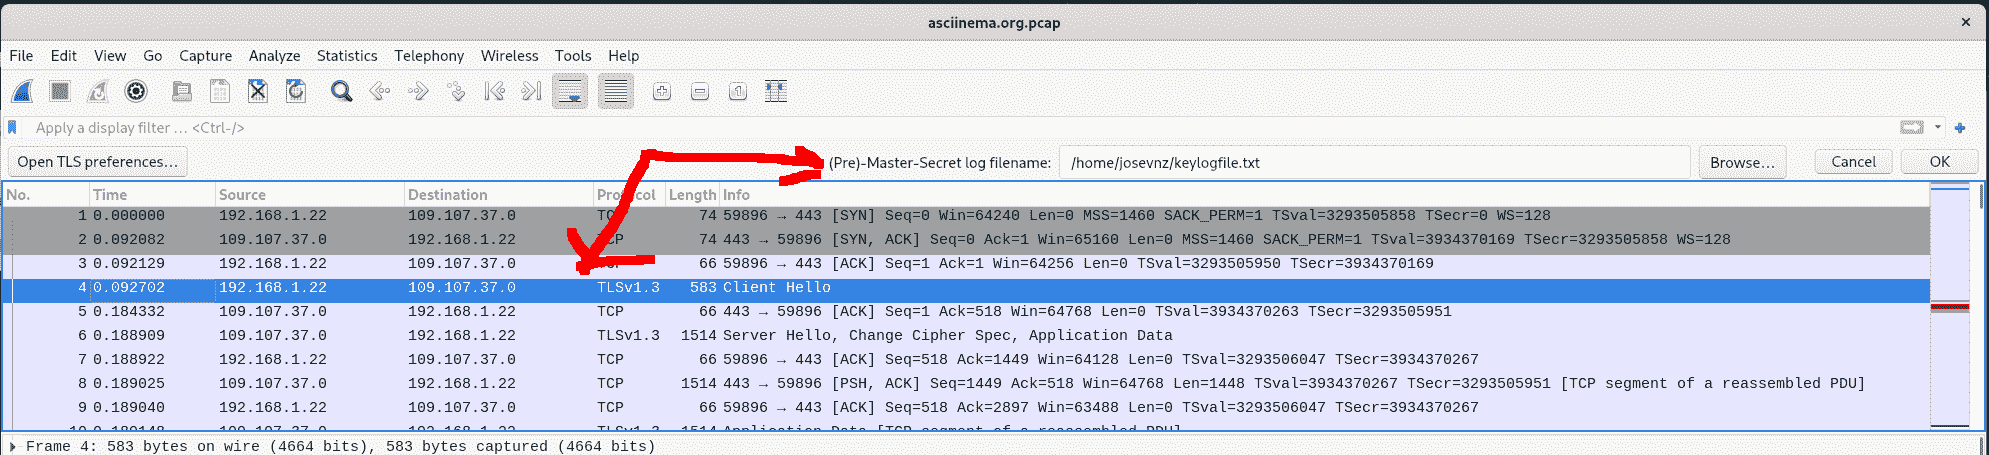 asciinema.org.pcap
File Edit View Go Capture Analyze Statistics Telephony Wireless Tools Help
Apply a display filter … <Ctrl-/>
Open TLS preferences… (Pre)-Master-Secret log filename: /home/josevnz/keylogfile.txt Browse… Cancel OK
No. Time Source Destination Protocol Length Info
1 0.000000 192.168.1.22 109.107.37.0 TCP 74 59896 → 443 [SYN] Seq=0 Win=64240 Len=0 MSS=1460 SACK_PERM=1 TSval=3293505858 TSecr=0 WS=128
2 0.092082 109.107.37.0 192.168.1.22 TCP 74 443 → 59896 [SYN, ACK] Seq=0 Ack=1 Win=65160 Len=0 MSS=1460 SACK_PERM=1 TSval=3934370169 TSecr=3293505858 WS=128
3 0.092129 192.168.1.22 109.107.37.0 TCP 66 59896 → 443 [ACK] Seq=1 Ack=1 Win=64256 Len=0 TSval=3293505950 TSecr=3934370169
4 0.092702 192.168.1.22 109.107.37.0 TLSv1.3 583 Client Hello
5 0.184332 109.107.37.0 192.168.1.22 TCP 66 443 → 59896 [ACK] Seq=1 Ack=518 Win=64768 Len=0 TSval=3934370263 TSecr=3293505951
6 0.188909 109.107.37.0 192.168.1.22 TLSv1.3 1514 Server Hello, Change Cipher Spec, Application Data
7 0.188922 192.168.1.22 109.107.37.0 TCP 66 59896 → 443 [ACK] Seq=518 Ack=1449 Win=64128 Len=0 TSval=3293506047 TSecr=3934370267
8 0.189025 109.107.37.0 192.168.1.22 TCP 1514 443 → 59896 [PSH, ACK] Seq=1449 Ack=518 Win=64768 Len=1448 TSval=3934370267 TSecr=3293505951 [TCP segment of a reassembled PDU]
9 0.189040 192.168.1.22 109.107.37.0 TCP 66 59896 → 443 [ACK] Seq=518 Ack=2897 Win=63488 Len=0 TSval=3293506047 TSecr=3934370267
10 0.189148 109.107.37.0 192.168.1.22 TLSv1.3 1514 Application Data [TCP segment of a reassembled PDU]
Frame 4: 583 bytes on wire (4664 bits), 583 bytes captured (4664 bits)